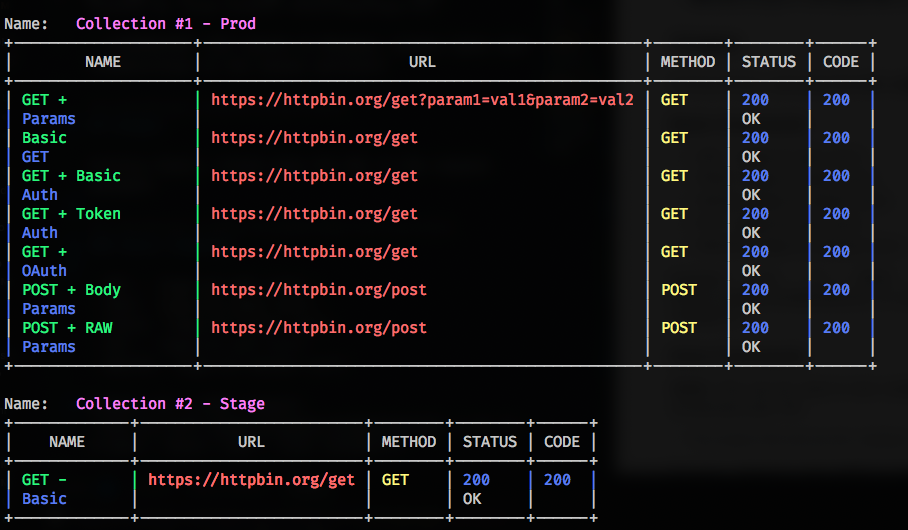 Name: Collection #1 - Prod
NAME URL METHOD STATUS CODE
GET + https://httpbin.org/get?param1=val1&param2=val2 GET 200 200
Params OK
Basic https://httpbin.org/get GET 200 200
GET OK
GET + Basic https://httpbin.org/get GET 200 200
Auth OK
GET + Token https://httpbin.org/get GET 200 200
Auth OK
GET + https://httpbin.org/get GET 200 200
OAuth OK
POST + Body https://httpbin.org/post POST 200 200
Params OK
POST + RAW https://httpbin.org/post POST 200 200
Params OK
Name: Collection #2 - Stage
NAME URL METHOD STATUS CODE
GET - https://httpbin.org/get GET 200 200
Basic OK